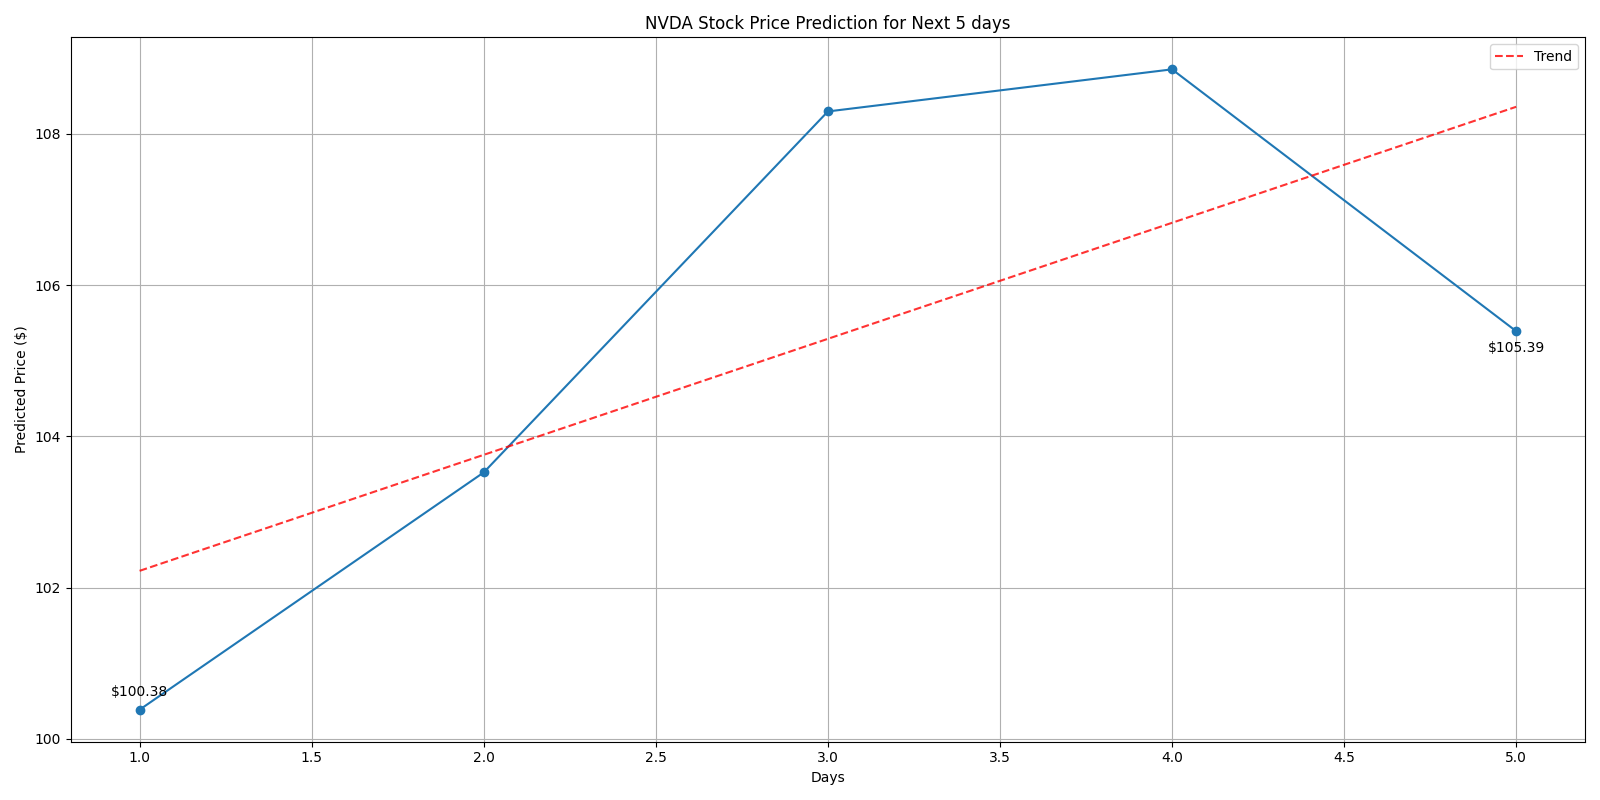 NVDA Stock Price Prediction for Next 5 days
Trend
108
106
104
102
100
Predicted Price ($)
$100.38
$105.39
1.0 1.5 2.0 2.5 3.0 3.5 4.0 4.5 5.0
Days